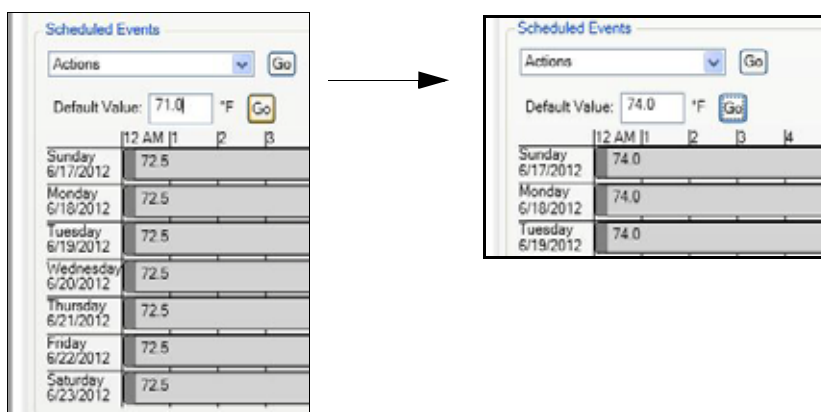 Scheduled Events
Actions Go
Default Value: 71.0 °F Go
12 AM 1 2 3
Sunday 72.5
6/17/2012
Monday 72.5
6/18/2012
Tuesday 72.5
6/19/2012
Wednesday 72.5
6/20/2012
Thursday 72.5
6/21/2012
Friday 72.5
6/22/2012
Saturday 72.5
6/23/2012
Scheduled Events
Actions Go
Default Value: 74.0 °F Go
12 AM 1 2 3 4
Sunday 74.0
6/17/2012
Monday 74.0
6/18/2012
Tuesday 74.0
6/19/2012